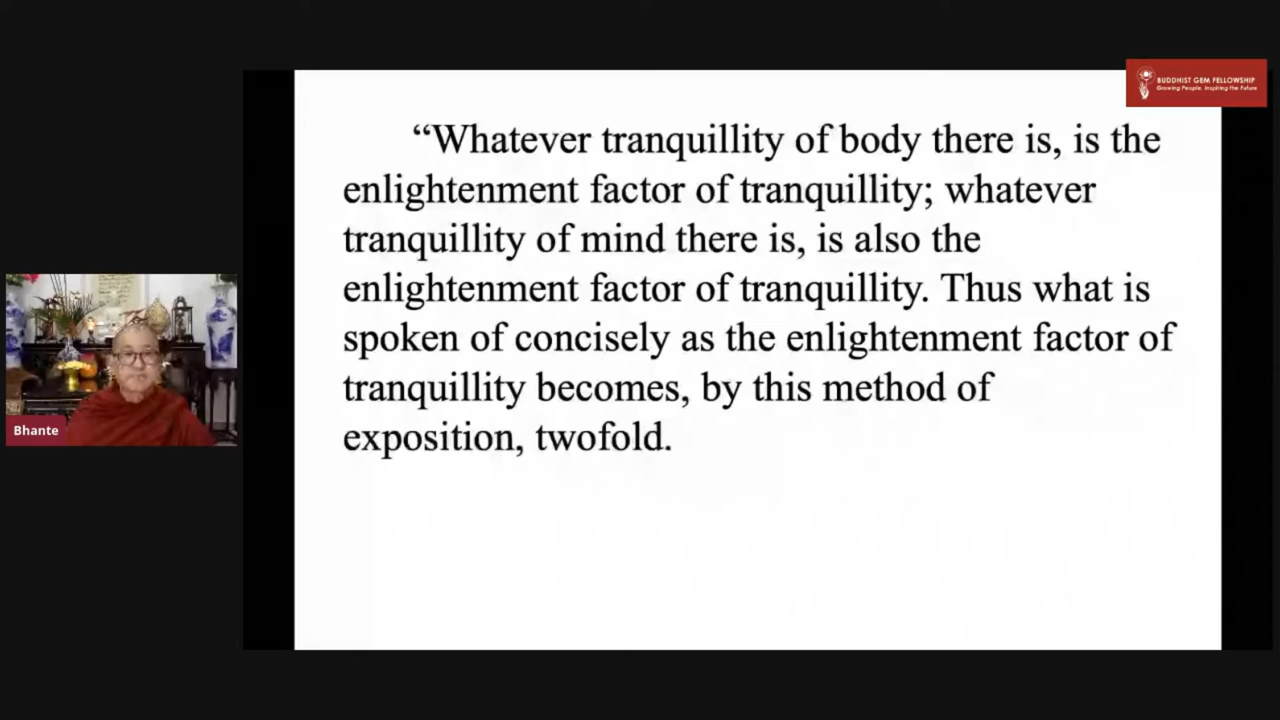 BUDDHIST GEM FELLOWSHIP
Growing People. Inspiring the Future
“Whatever tranquillity of body there is, is the
enlightenment factor of tranquillity; whatever
tranquillity of mind there is, is also the
enlightenment factor of tranquillity. Thus what is
spoken of concisely as the enlightenment factor of
tranquillity becomes, by this method of
exposition, twofold.
Bhante